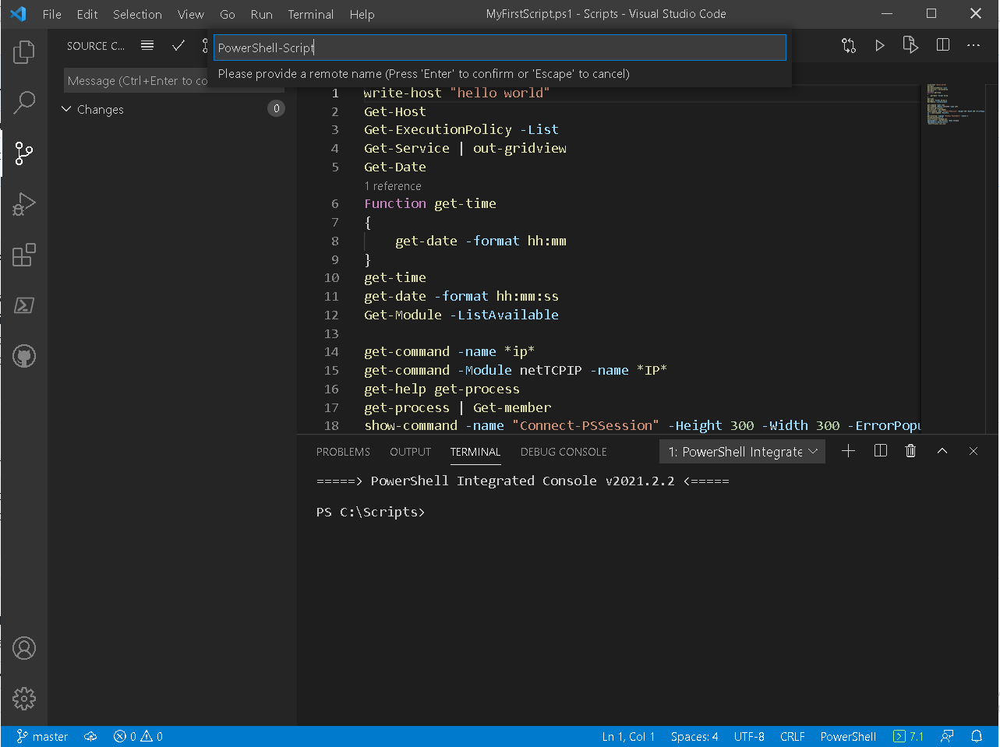 File Edit Selection View Go Run Terminal Help MyFirstScript.ps1 - Scripts - Visual Studio Code
SOURCE C...
PowerShell-Script
Please provide a remote name (Press 'Enter' to confirm or 'Escape' to cancel)
Message (Ctrl+Enter to co
Changes 0
1 write-host "hello world"
2 Get-Host
3 Get-ExecutionPolicy -List
4 Get-Service | out-gridview
5 Get-Date
1 reference
6 Function get-time
7 {
8 get-date -format hh:mm
9 }
10 get-time
11 get-date -format hh:mm:ss
12 Get-Module -ListAvailable
13
14 get-command -name *ip*
15 get-command -Module netTCPIP -name *IP*
16 get-help get-process
17 get-process | Get-member
18 show-command -name "Connect-PSSession" -Height 300 -Width 300 -ErrorPopu
PROBLEMS OUTPUT TERMINAL DEBUG CONSOLE 1: PowerShell Integrate
=====> PowerShell Integrated Console v2021.2.2 <=====
PS C:\Scripts>
master 0 0 Ln 1, Col 1 Spaces: 4 UTF-8 CRLF PowerShell 7.1